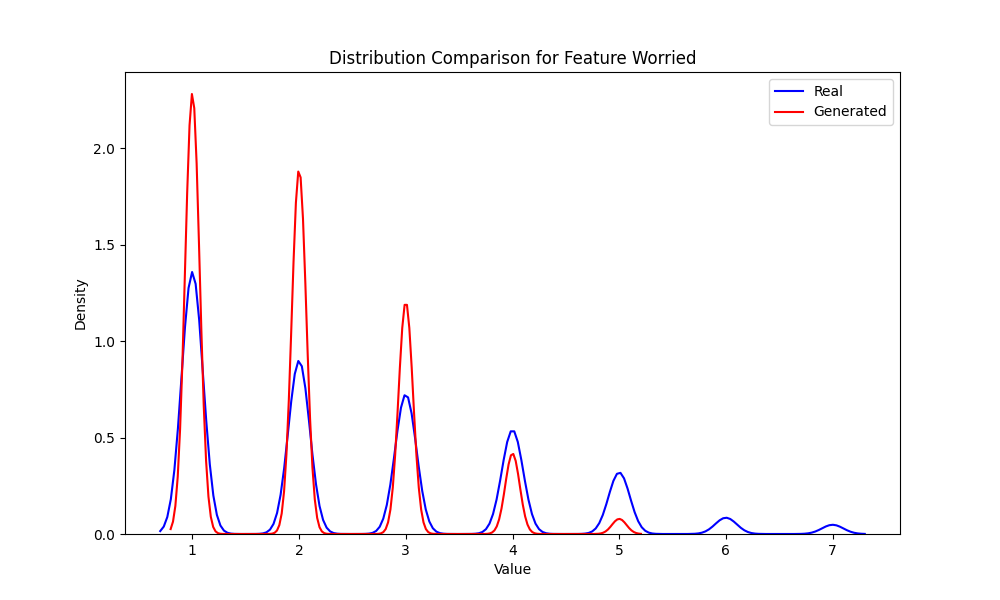 Distribution Comparison for Feature Worried
Real
Generated
2.0
1.5
1.0
0.5
0.0
Density
1 2 3 4 5 6 7
Value